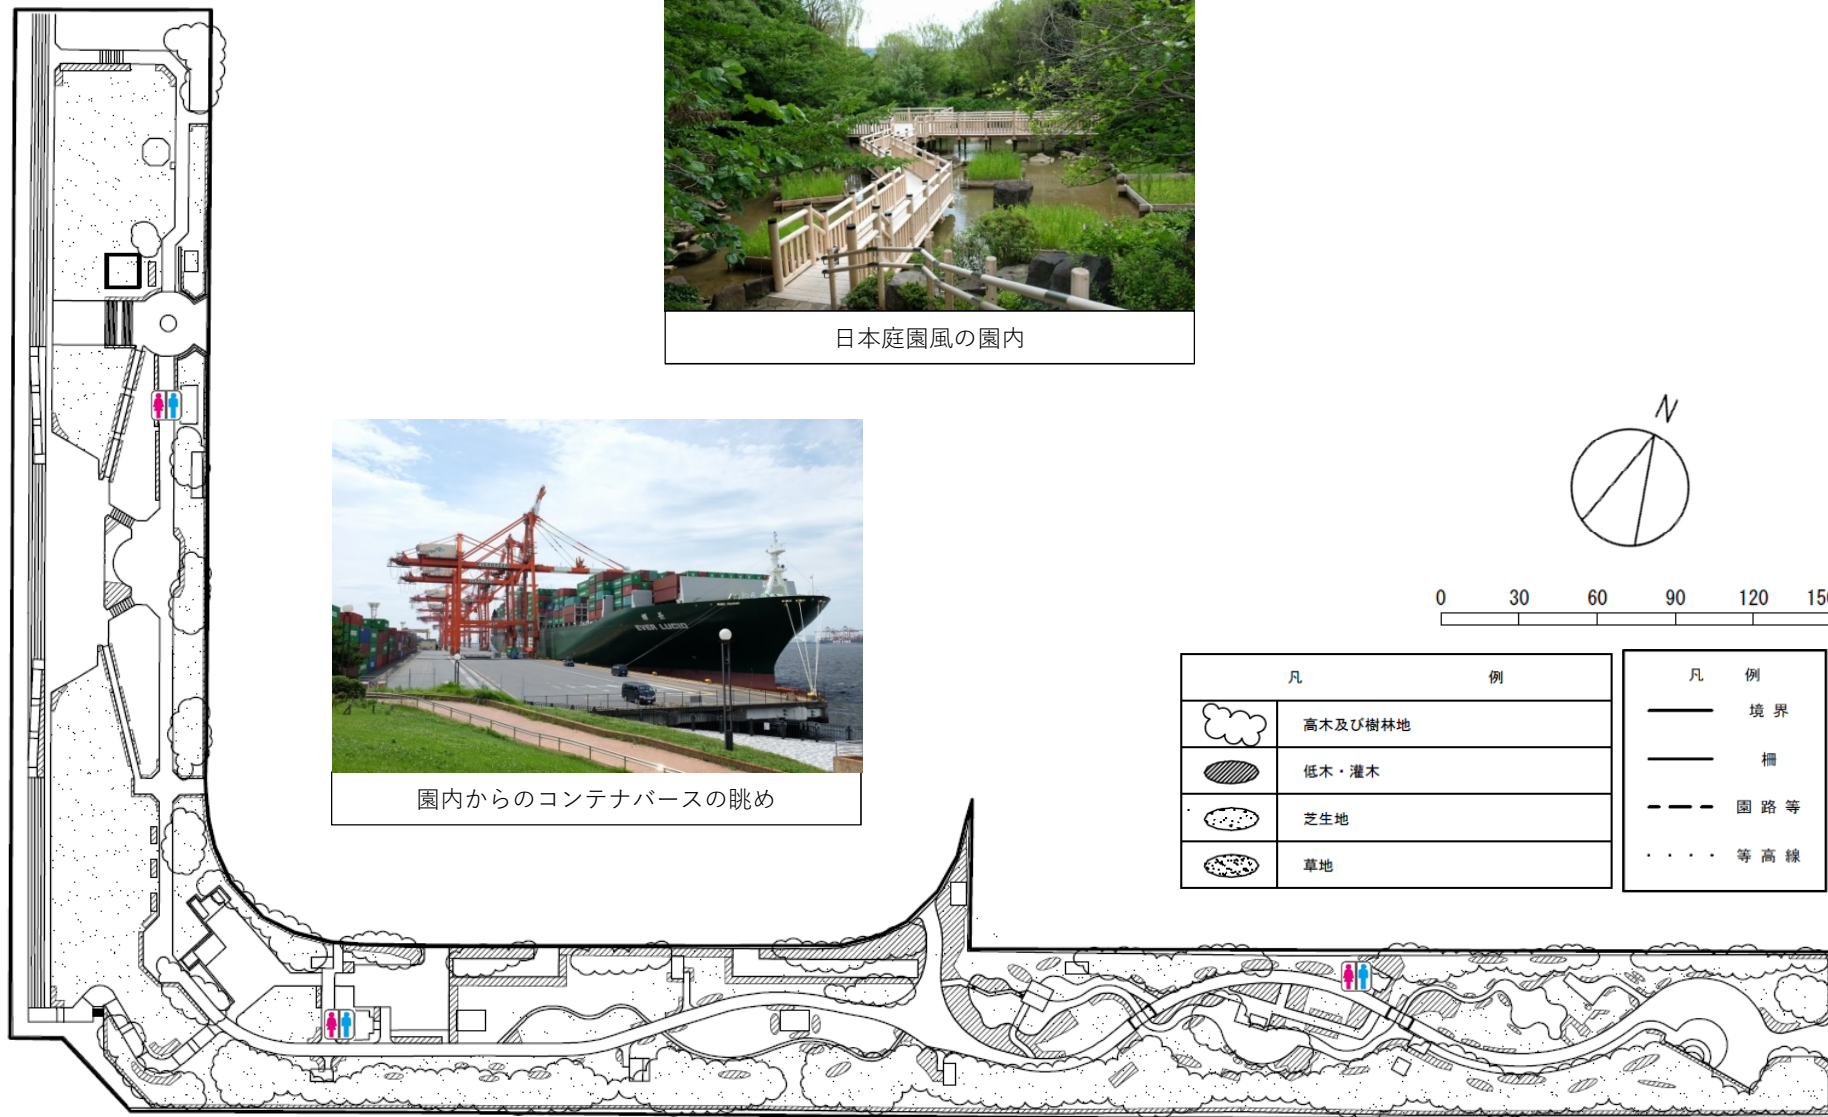 日本庭園風の園内
N
EVER LUCID
園内からのコンテナバースの眺め
0 30 60 90 120
凡 例
高木及び樹林地
低木・灌木
芝生地
草地
凡 例
境 界
柵
園 路 等
等 高 線